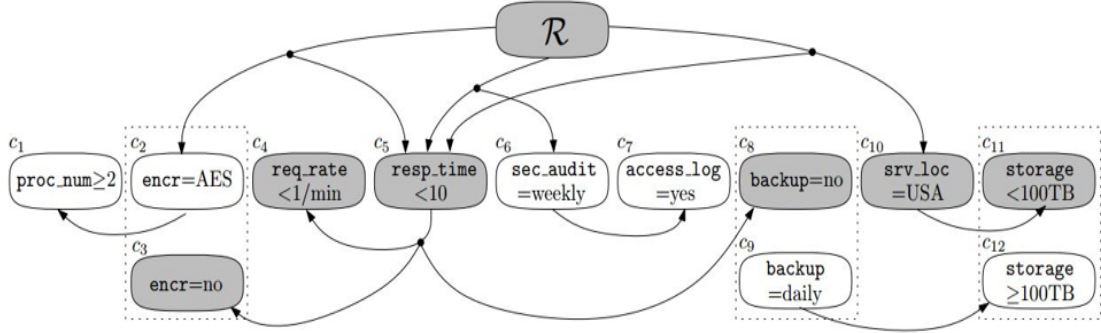 R
c1
c2
c4
c5
c6
c7
c8
c10
c11
proc_num≥2
encr=AES
req_rate
<1/min
resp_time
<10
sec_audit
=weekly
access_log
=yes
backup=no
srv_loc
=USA
storage
<100TB
c3
c9
c12
encr=no
backup
=daily
storage
≥100TB